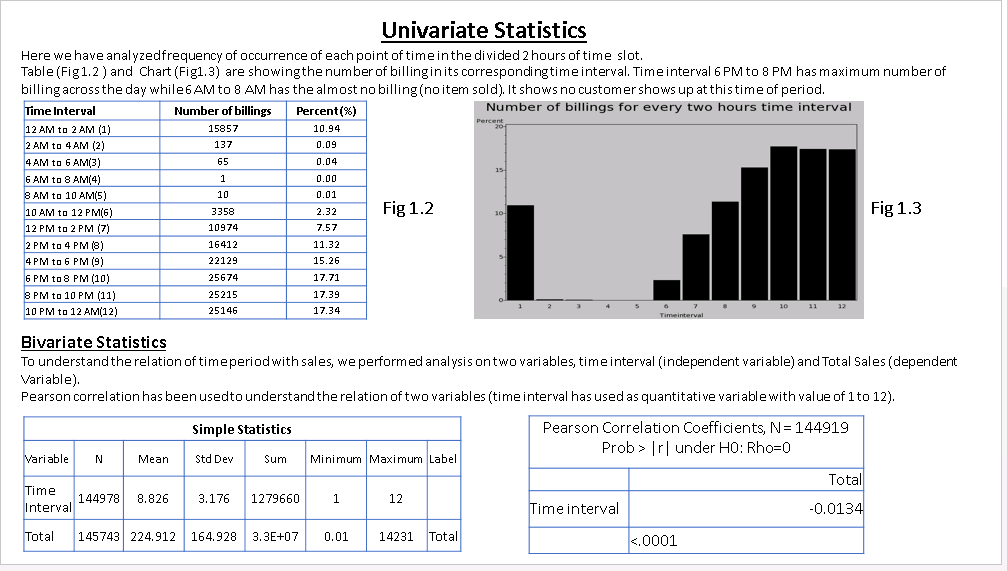 Univariate Statistics
Here we have analyzed frequency of occurrence of each point of time in the divided 2 hours of time slot.
Table (Fig 1.2 ) and Chart (Fig1.3) are showing the number of billing in its corresponding time interval. Time interval 6 PM to 8 PM has maximum number of
billing across the day while 6 AM to 8 AM has the almost no billing (no item sold). It shows no customer shows up at this time of period.
Time Interval Number of billings Percent (%)
12 AM to 2 AM (1) 15857 10.94
2 AM to 4 AM (2) 137 0.09
4 AM to 6 AM(3) 65 0.04
6 AM to 8 AM(4) 1 0.00
8 AM to 10 AM(5) 10 0.01
10 AM to 12 PM(6) 3358 2.32
12 PM to 2 PM (7) 10974 7.57
2 PM to 4 PM (8) 16412 11.32
4 PM to 6 PM (9) 22129 15.26
6 PM to 8 PM (10) 25674 17.71
8 PM to 10 PM (11) 25215 17.39
10 PM to 12 AM(12) 25146 17.34
Fig 1.2
Number of billings for every two hours time interval
Percent
20
15
10
5
0
1 2 3 4 5 6 7 8 9 10 11 12
Timeinterval
Fig 1.3
Bivariate Statistics
To understand the relation of time period with sales, we performed analysis on two variables, time interval (independent variable) and Total Sales (dependent
Variable).
Pearson correlation has been used to understand the relation of two variables (time interval has used as quantitative variable with value of 1 to 12).
Simple Statistics
Variable N Mean Std Dev Sum Minimum Maximum Label
Time
Interval 144978 8.826 3.176 1279660 1 12
Total 145743 224.912 164.928 3.3E+07 0.01 14231 Total
Pearson Correlation Coefficients, N = 144919
Prob > |r| under H0: Rho=0
Total
Time interval -0.0134
<.0001